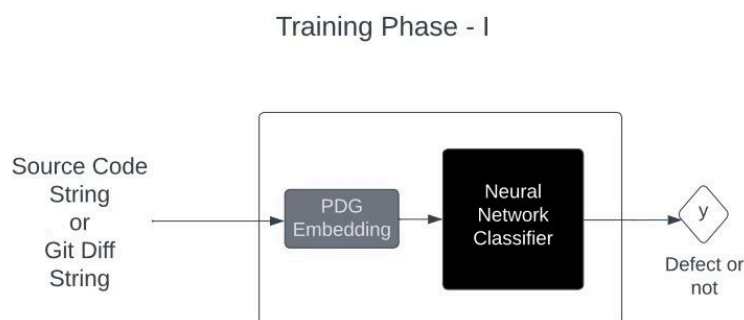 Training Phase - I
Source Code
String
or
Git Diff
String
PDG
Embedding
Neural
Network
Classifier
y
Defect or
not